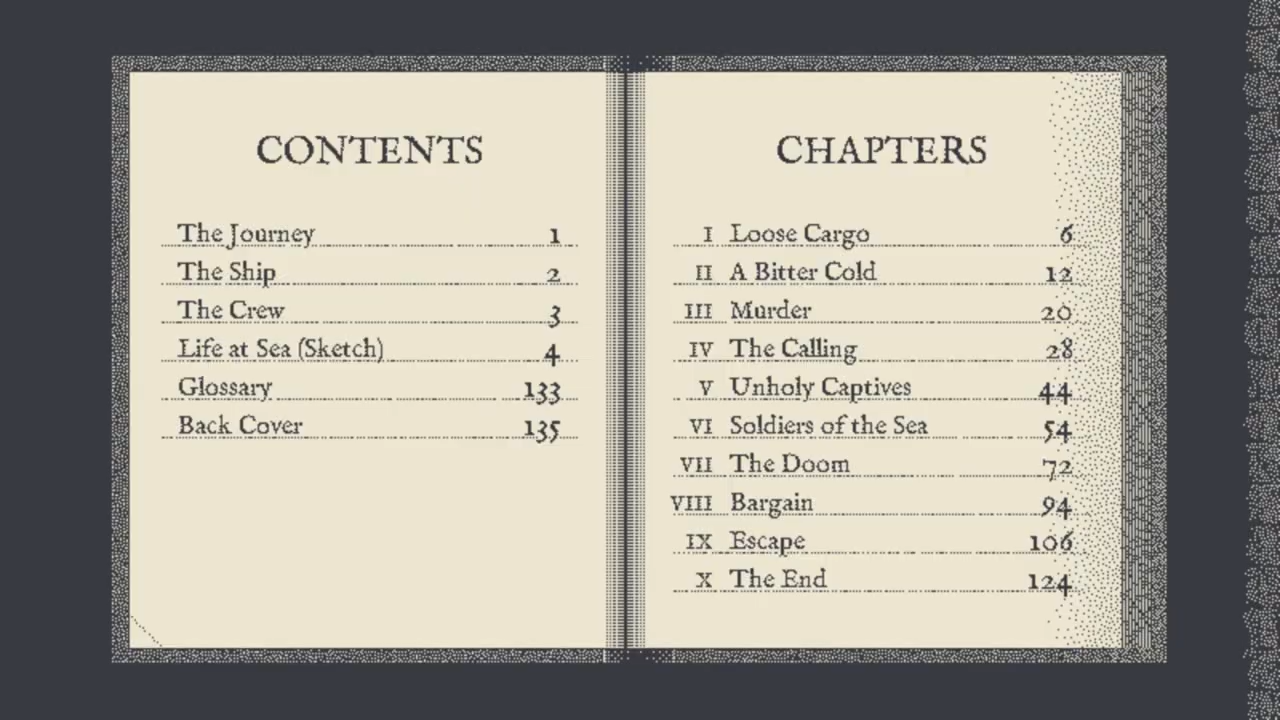 CONTENTS
The Journey 1
The Ship 2
The Crew 3
Life at Sea (Sketch) 4
Glossary 133
Back Cover 135
CHAPTERS
I Loose Cargo 6
II A Bitter Cold 12
III Murder 20
IV The Calling 28
V Unholy Captives 44
VI Soldiers of the Sea 54
VII The Doom 72
VIII Bargain 94
IX Escape 106
X The End 124